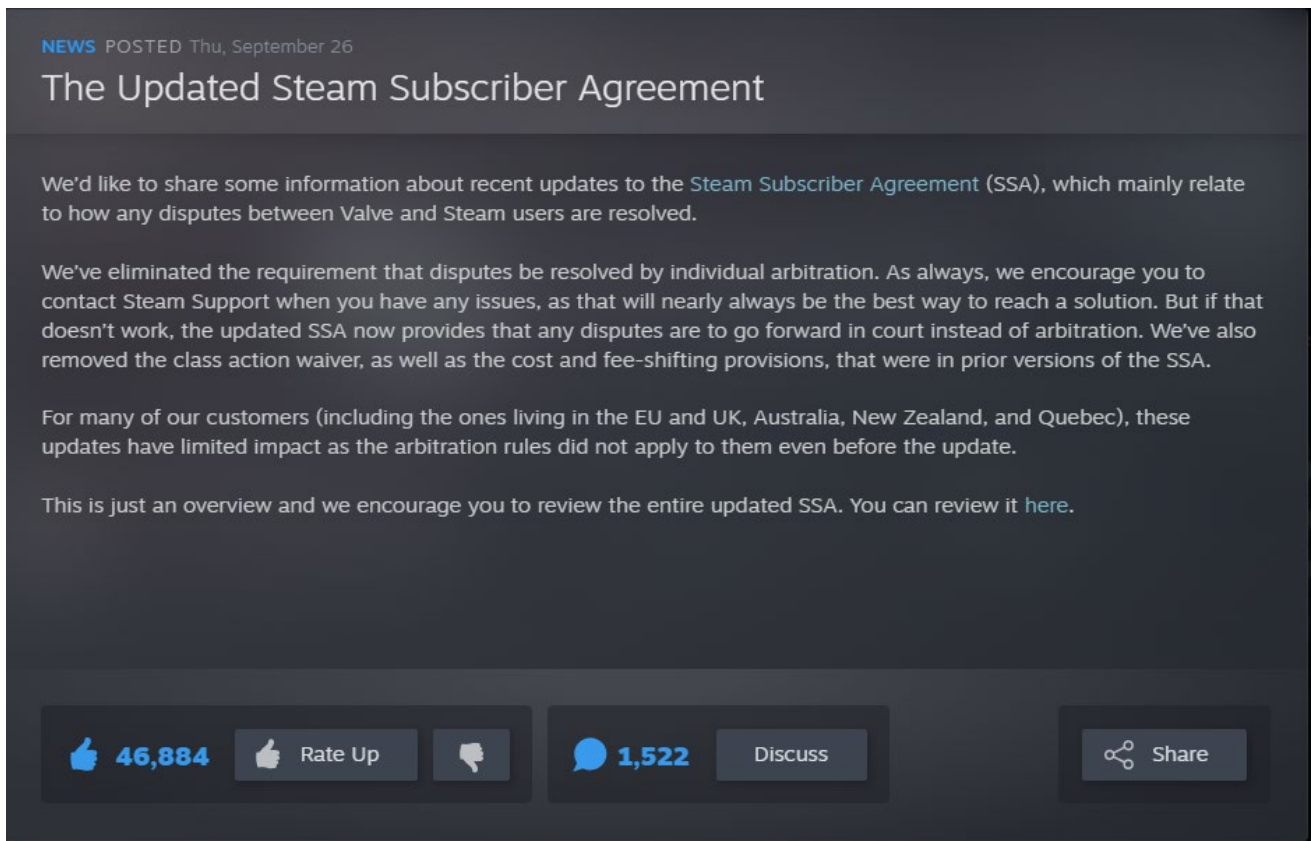 NEWS POSTED Thu, September 26
The Updated Steam Subscriber Agreement
We'd like to share some information about recent updates to the Steam Subscriber Agreement (SSA), which mainly relate
to how any disputes between Valve and Steam users are resolved.
We've eliminated the requirement that disputes be resolved by individual arbitration. As always, we encourage you to
contact Steam Support when you have any issues, as that will nearly always be the best way to reach a solution. But if that
doesn't work, the updated SSA now provides that any disputes are to go forward in court instead of arbitration. We've also
removed the class action waiver, as well as the cost and fee-shifting provisions, that were in prior versions of the SSA.
For many of our customers (including the ones living in the EU and UK, Australia, New Zealand, and Quebec), these
updates have limited impact as the arbitration rules did not apply to them even before the update.
This is just an overview and we encourage you to review the entire updated SSA. You can review it here.
46,884 Rate Up 1,522 Discuss Share